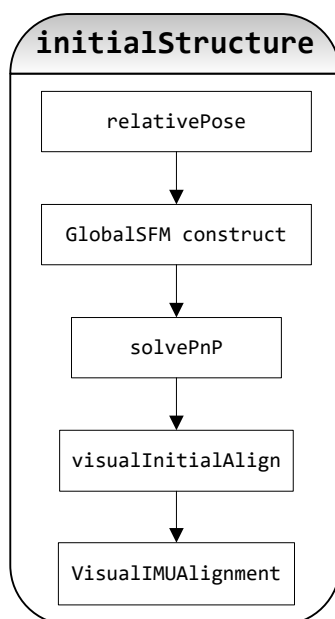 initialStructure
relativePose
GlobalSFM construct
solvePnP
visualInitialAlign
VisualIMUAlignment